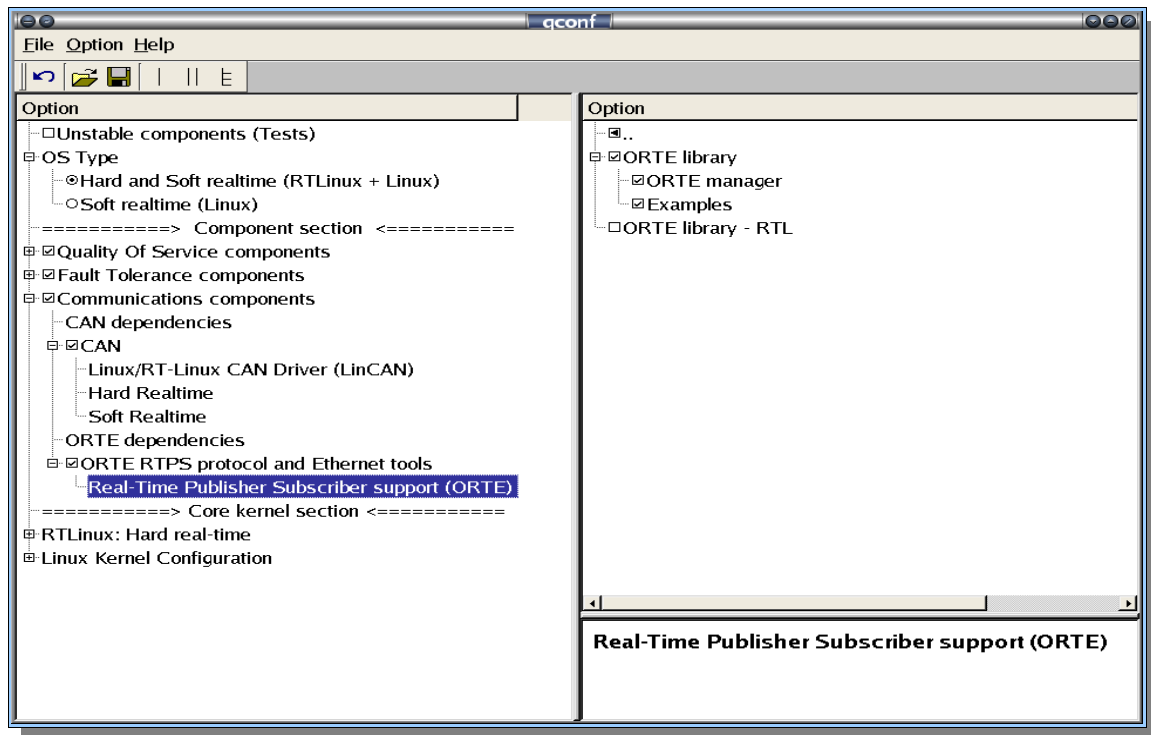 qconf
File Option Help
Option
Unstable components (Tests)
OS Type
Hard and Soft realtime (RTLinux + Linux)
Soft realtime (Linux)
===========> Component section <===========
Quality Of Service components
Fault Tolerance components
Communications components
CAN dependencies
CAN
Linux/RT-Linux CAN Driver (LinCAN)
Hard Realtime
Soft Realtime
ORTE dependencies
ORTE RTPS protocol and Ethernet tools
Real-Time Publisher Subscriber support (ORTE)
===========> Core kernel section <===========
RTLinux: Hard real-time
Linux Kernel Configuration
Option
..
ORTE library
ORTE manager
Examples
ORTE library - RTL
Real-Time Publisher Subscriber support (ORTE)